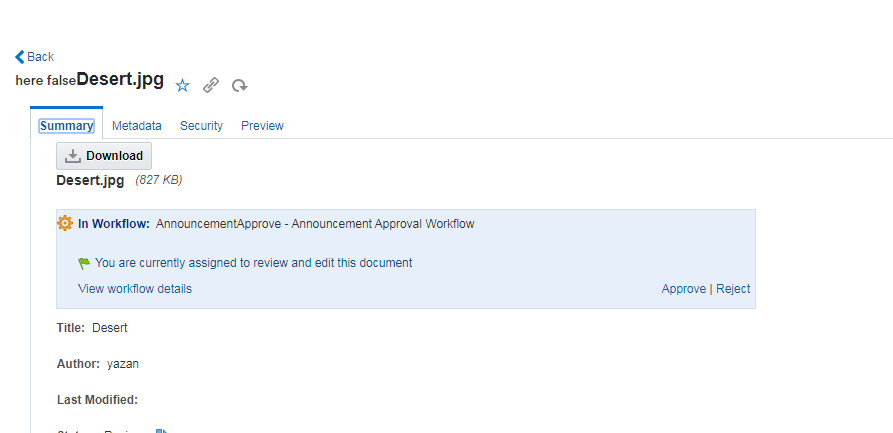 Back
here falseDesert.jpg
Summary Metadata Security Preview
Download
Desert.jpg (827 KB)
In Workflow: AnnouncementApprove - Announcement Approval Workflow
You are currently assigned to review and edit this document
View workflow details Approve | Reject
Title: Desert
Author: yazan
Last Modified: